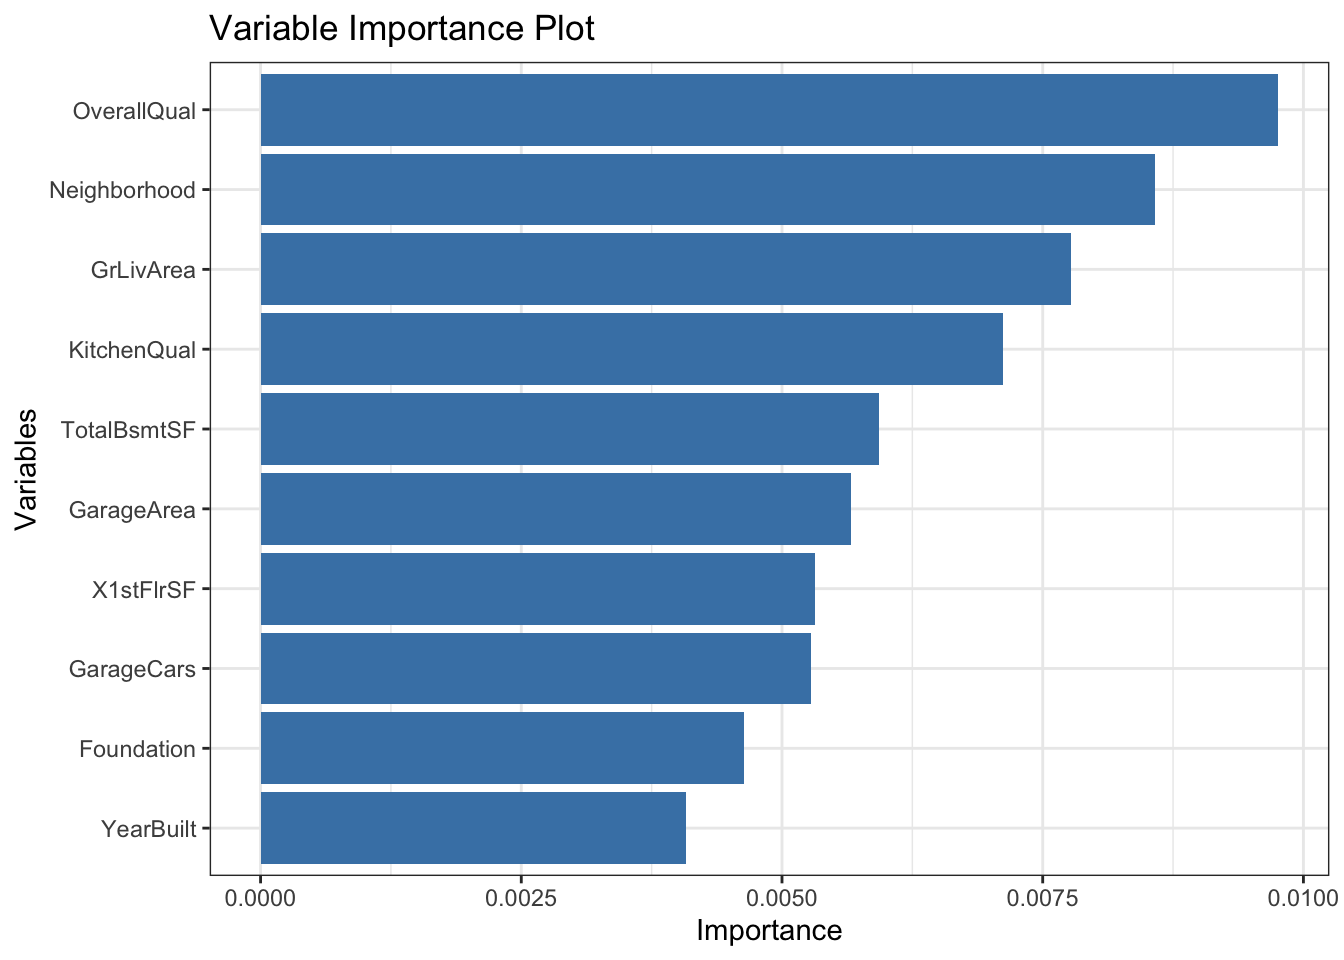 Variable Importance Plot
OverallQual
Neighborhood
GrLivArea
KitchenQual
TotalBsmtSF
GarageArea
X1stFlrSF
GarageCars
Foundation
YearBuilt
Variables
0.0000 0.0025 0.0050 0.0075 0.0100
Importance